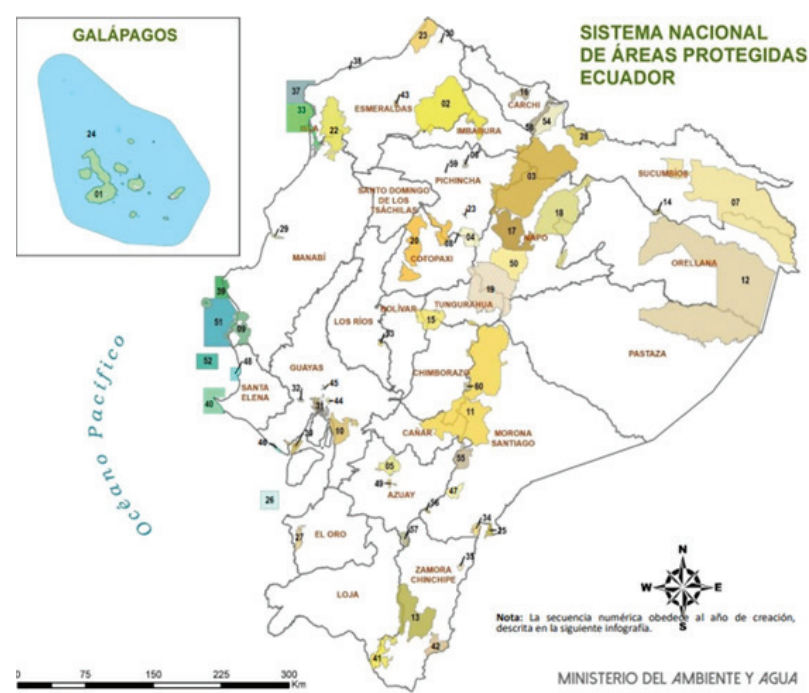 GALÁPAGOS
24
01
SISTEMA NACIONAL
DE ÁREAS PROTEGIDAS
ECUADOR
23
30
38
37
33
ISLA
22
ESMERALDAS
43
02
IMBABURA
16
CARCHI
54
58
28
59
PICHINCHA
03
SUCUMBÍOS
07
SANTO DOMINGO
DE LOS
TSÁCHILAS
23
14
18
29
20
04
17
NAPO
COTOPAXI
50
ORELLANA
12
MANABÍ
39
51
09
LOS RÍOS
BOLÍVAR
TUNGURAHUA
19
15
53
PASTAZA
52
48
GUAYAS
CHIMBORAZO
60
SANTA
ELENA
40
32
45
44
31
10
11
CAÑAR
MORONA
SANTIAGO
46
05
55
26
49
AZUAY
47
56
34
25
27
EL ORO
57
35
ZAMORA
CHINCHIPE
LOJA
13
41
42
Océano Pacífico
N
W
E
S
Nota: La secuencia numérica obedece al año de creación,
descrita en la siguiente infografía.
0 75 150 225 300
Km
MINISTERIO DEL AMBIENTE Y AGUA